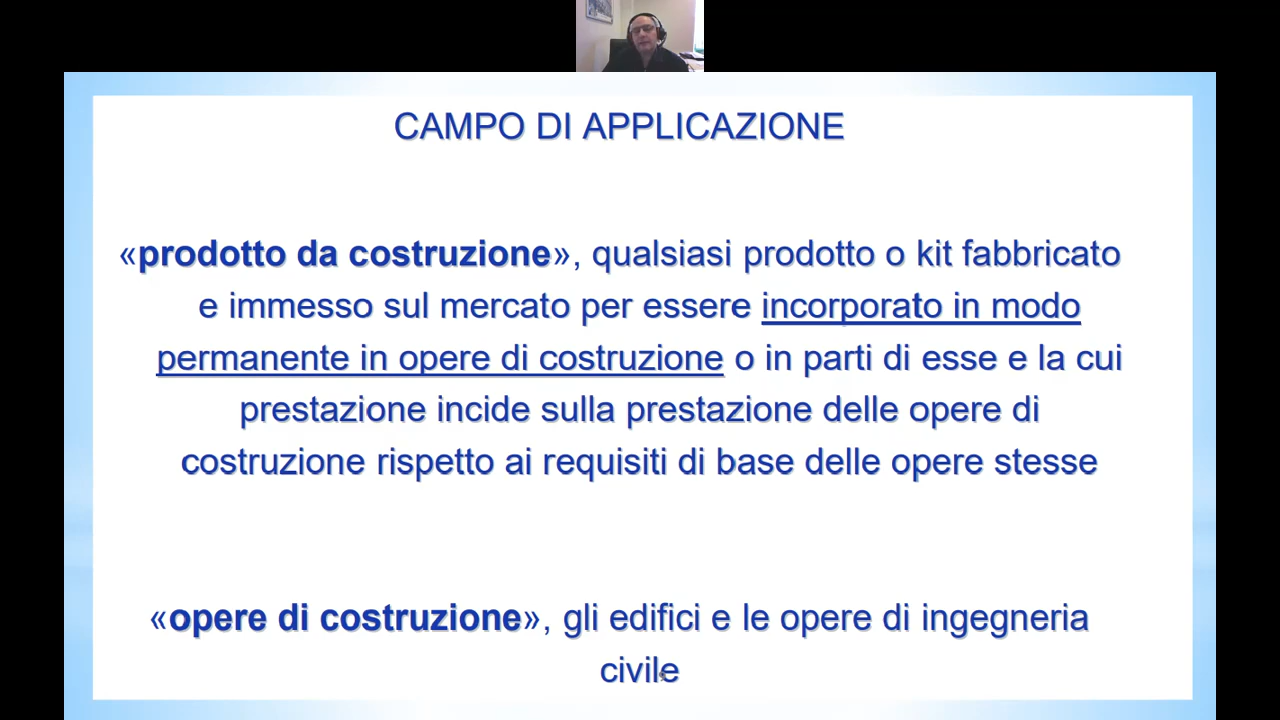 CAMPO DI APPLICAZIONE
«prodotto da costruzione», qualsiasi prodotto o kit fabbricato
e immesso sul mercato per essere incorporato in modo
permanente in opere di costruzione o in parti di esse e la cui
prestazione incide sulla prestazione delle opere di
costruzione rispetto ai requisiti di base delle opere stesse
«opere di costruzione», gli edifici e le opere di ingegneria
civile